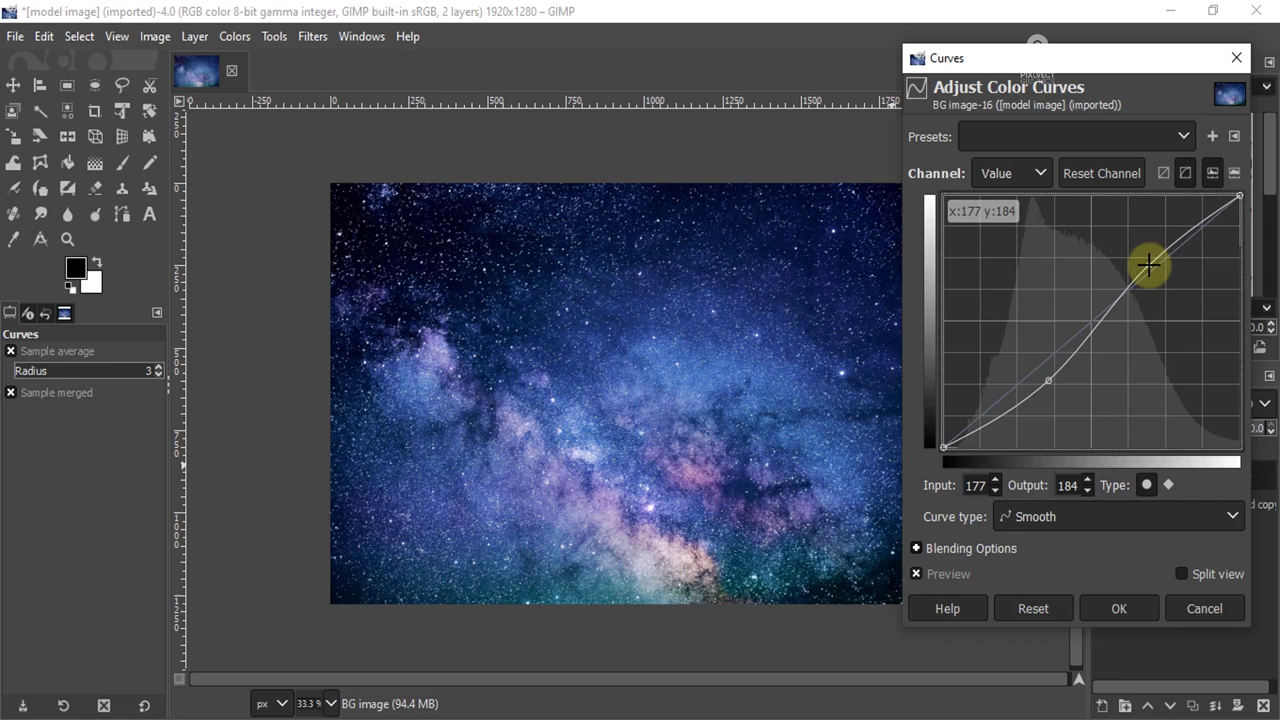 *[model image] (imported)-4.0 (RGB color 8-bit gamma integer, GIMP built-in sRGB, 2 layers) 1920x1280 – GIMP
File Edit Select View Image Layer Colors Tools Filters Windows Help
Curves
PIXLVECT
Adjust Color Curves
BG image-16 ([model image] (imported))
-250 0 250 500 750 1000 1250 1500 1750
Presets:
Channel: Value Reset Channel
x:177 y:184
Curves
Sample average
Radius 3
Sample merged
Input: 177 Output: 184 Type:
Curve type: Smooth
Blending Options
Preview Split view
Help Reset OK Cancel
px 33.3 % BG image (94.4 MB)